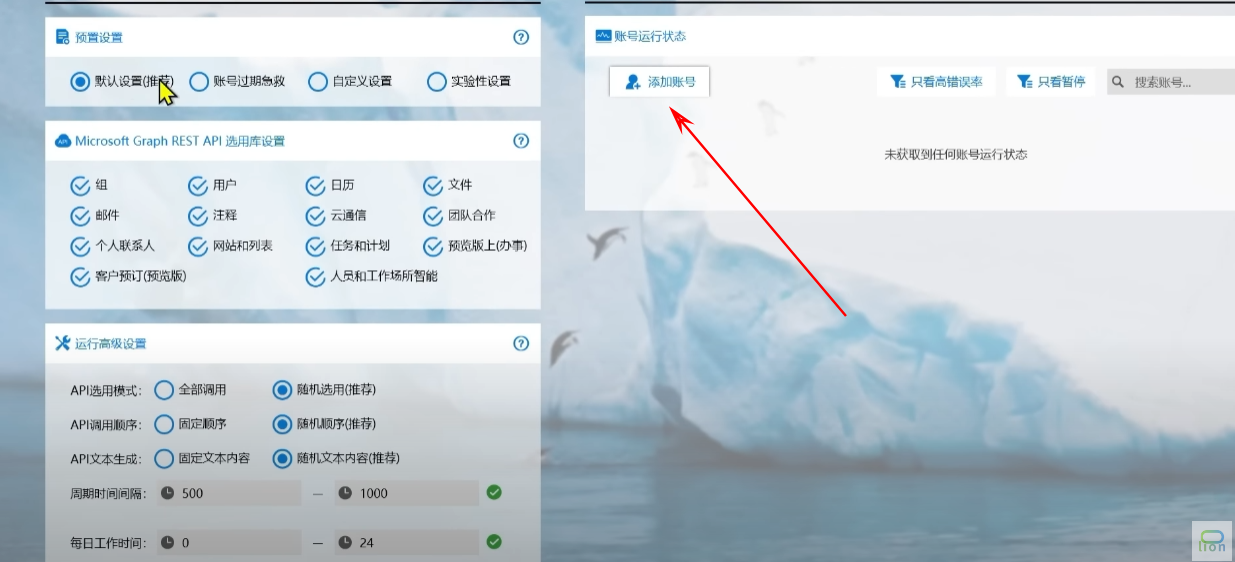 预置设置
默认设置(推荐) 账号过期急救 自定义设置 实验性设置
Microsoft Graph REST API 选用库设置
组 用户 日历 文件
邮件 注释 云通信 团队合作
个人联系人 网站和列表 任务和计划 预览版上(办事)
客户预订(预览版) 人员和工作场所智能
运行高级设置
API选用模式: 全部调用 随机选用(推荐)
API调用顺序: 固定顺序 随机顺序(推荐)
API文本生成: 固定文本内容 随机文本内容(推荐)
周期时间间隔: 500 — 1000
每日工作时间: 0 — 24
账号运行状态
添加账号 只看高错误率 只看暂停 搜索账号...
未获取到任何账号运行状态
lion